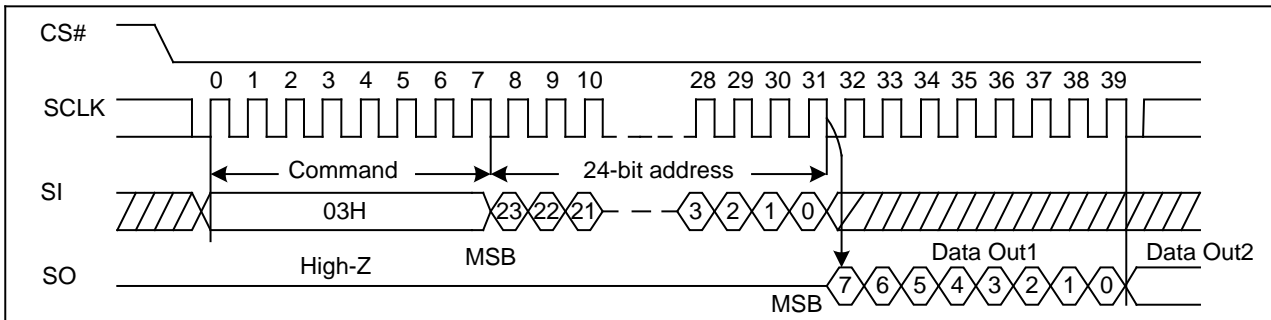 CS#
0 1 2 3 4 5 6 7 8 9 10 28 29 30 31 32 33 34 35 36 37 38 39
SCLK
Command 24-bit address
SI
03H 23 22 21 3 2 1 0
High-Z MSB Data Out1 Data Out2
SO
MSB 7 6 5 4 3 2 1 0